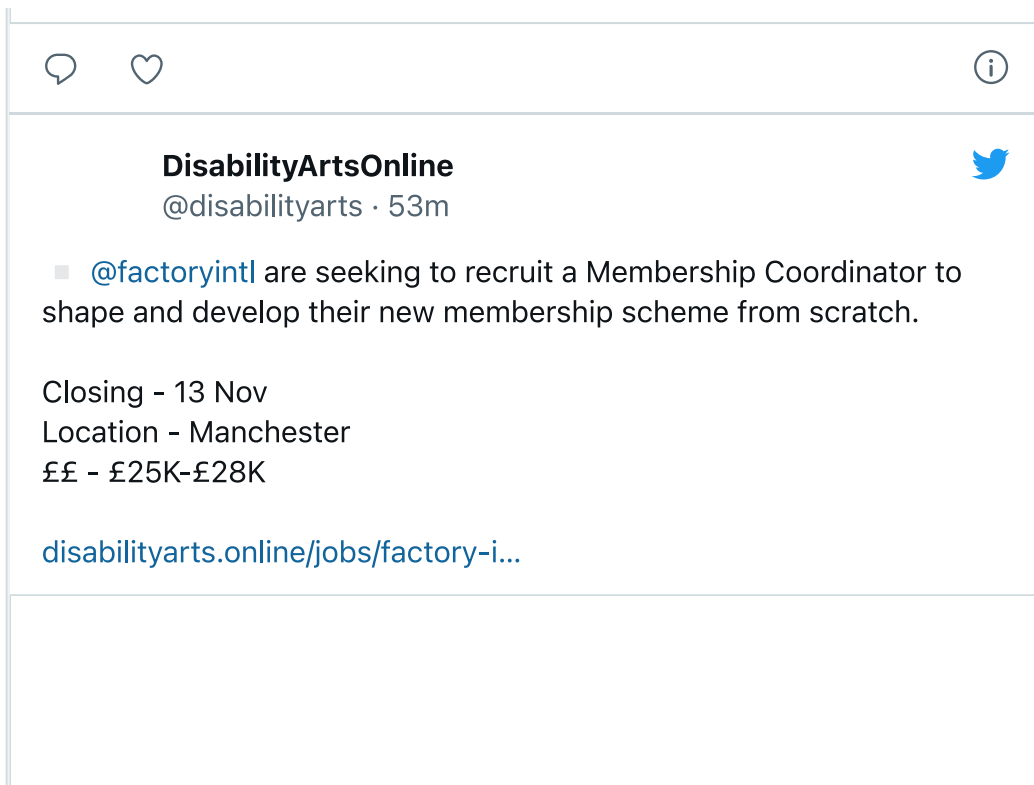 DisabilityArtsOnline
@disabilityarts · 53m
@factoryintl are seeking to recruit a Membership Coordinator to
shape and develop their new membership scheme from scratch.
Closing - 13 Nov
Location - Manchester
££ - £25K-£28K
disabilityarts.online/jobs/factory-i...